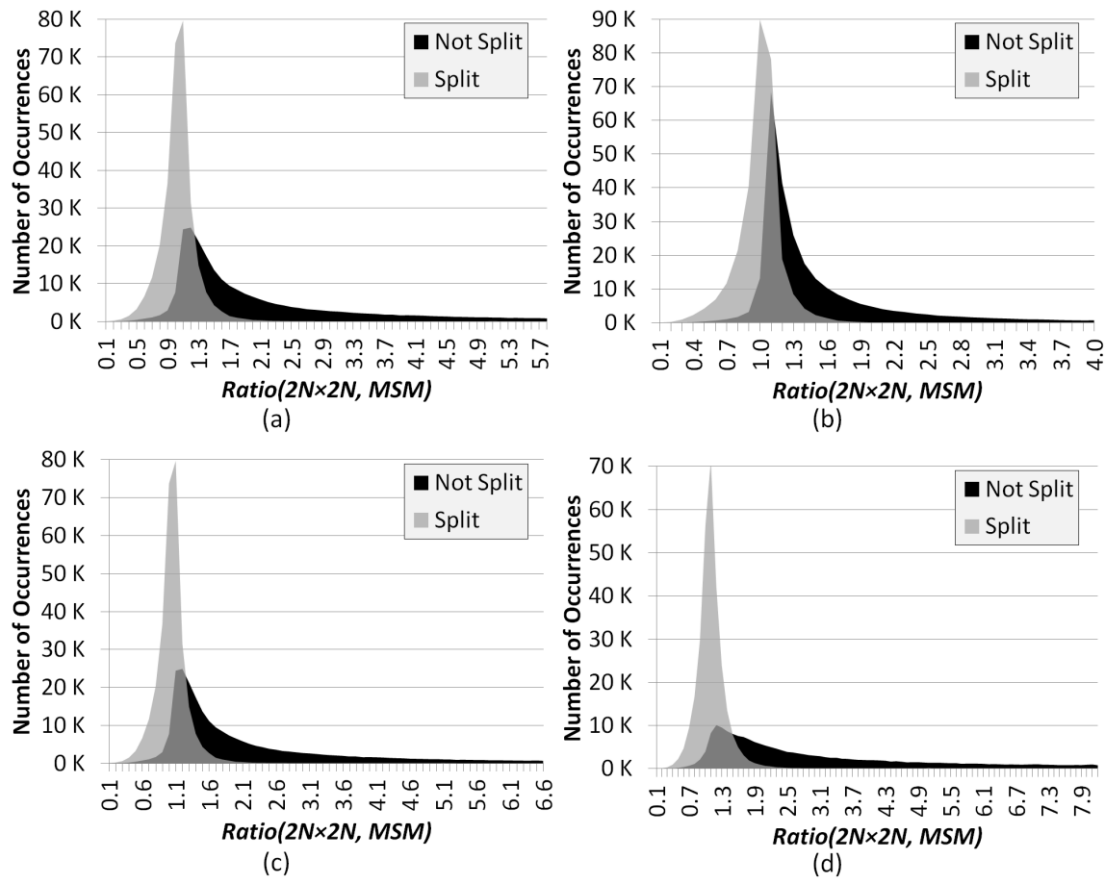 80 K
70 K
60 K
50 K
40 K
30 K
20 K
10 K
0 K
Number of Occurrences
Not Split
Split
0.1 0.5 0.9 1.3 1.7 2.1 2.5 2.9 3.3 3.7 4.1 4.5 4.9 5.3 5.7
Ratio(2N×2N, MSM)
(a)
90 K
80 K
70 K
60 K
50 K
40 K
30 K
20 K
10 K
0 K
Number of Occurrences
Not Split
Split
0.1 0.4 0.7 1.0 1.3 1.6 1.9 2.2 2.5 2.8 3.1 3.4 3.7 4.0
Ratio(2N×2N, MSM)
(b)
80 K
70 K
60 K
50 K
40 K
30 K
20 K
10 K
0 K
Number of Occurrences
Not Split
Split
0.1 0.6 1.1 1.6 2.1 2.6 3.1 3.6 4.1 4.6 5.1 5.6 6.1 6.6
Ratio(2N×2N, MSM)
(c)
70 K
60 K
50 K
40 K
30 K
20 K
10 K
0 K
Number of Occurrences
Not Split
Split
0.1 0.7 1.3 1.9 2.5 3.1 3.7 4.3 4.9 5.5 6.1 6.7 7.3 7.9
Ratio(2N×2N, MSM)
(d)